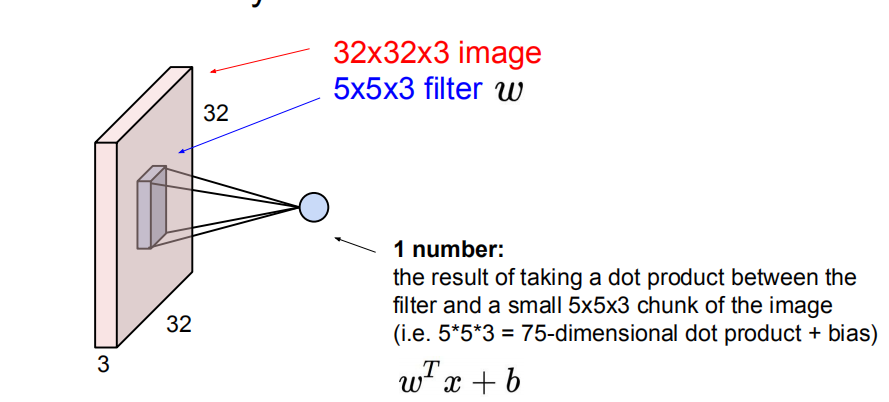 32x32x3 image
5x5x3 filter w
32
1 number:
the result of taking a dot product between the
filter and a small 5x5x3 chunk of the image
(i.e. 5*5*3 = 75-dimensional dot product + bias)
32
3
w^T x + b